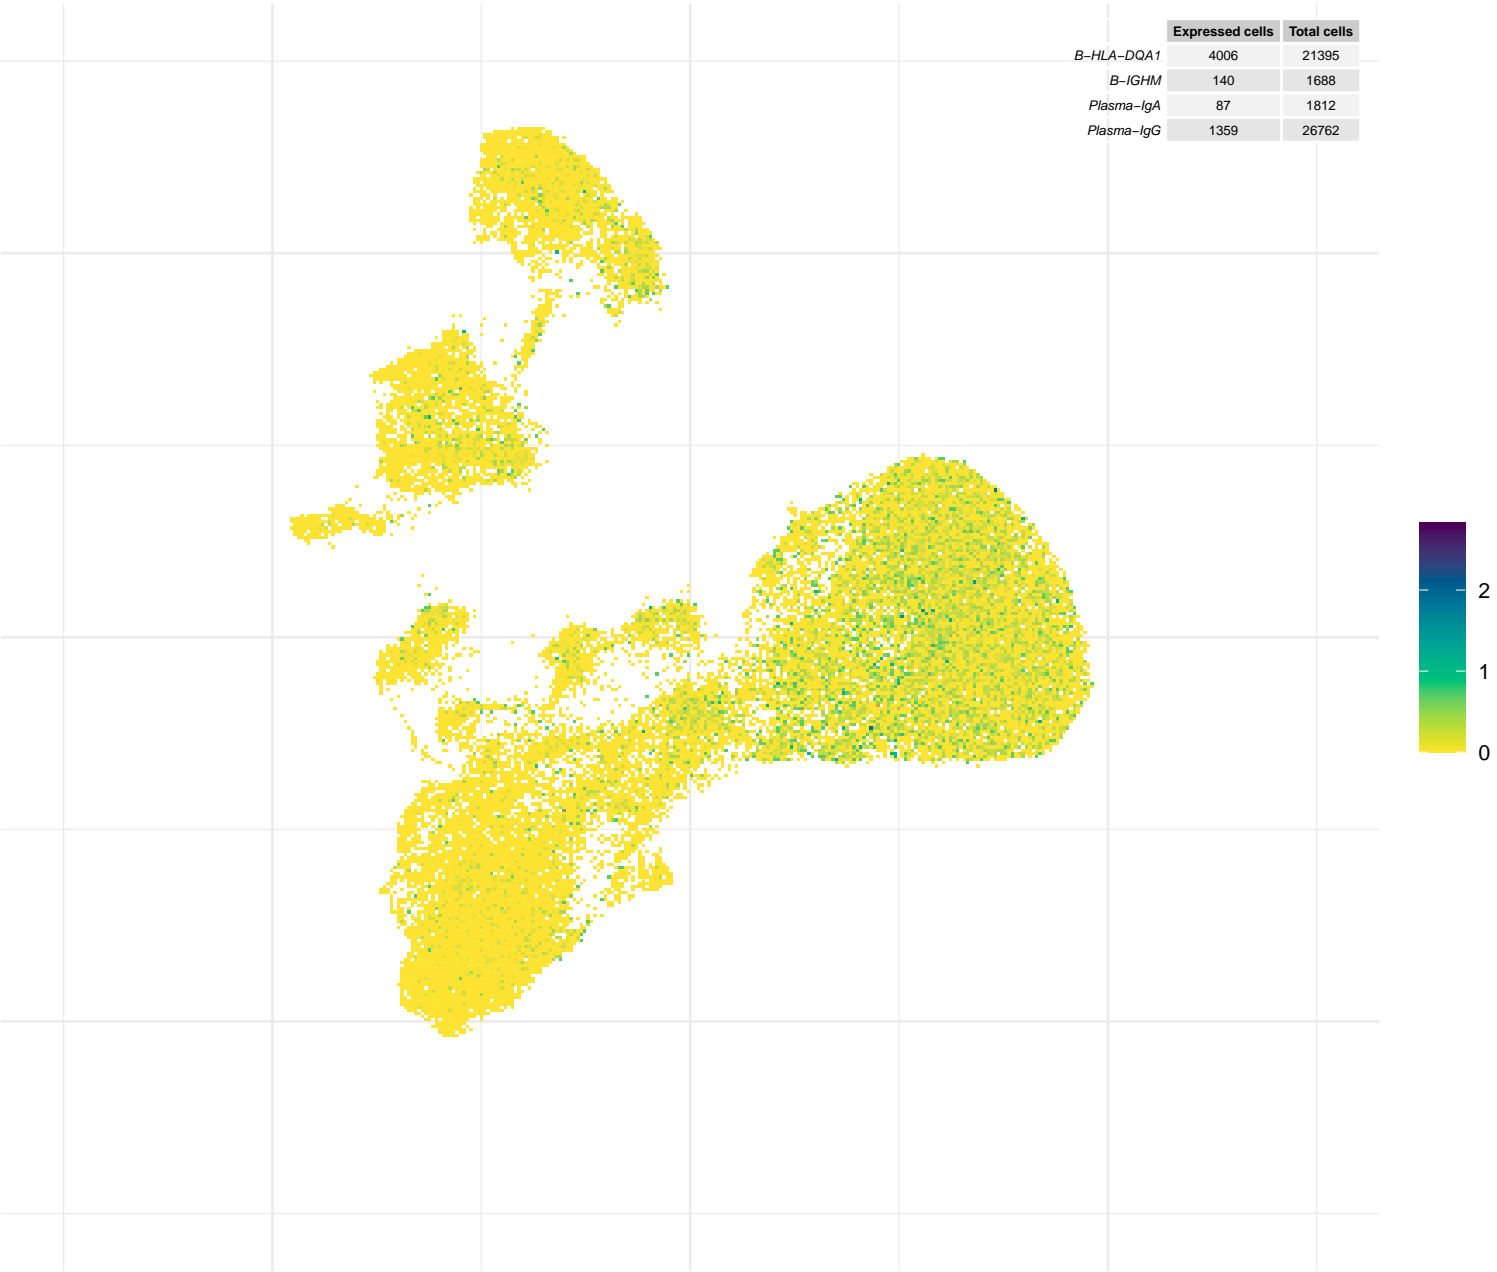 Expressed cells Total cells
B−HLA−DQA1 4006 21395
B−IGHM 140 1688
Plasma−IgA 87 1812
Plasma−IgG 1359 26762
2
1
0